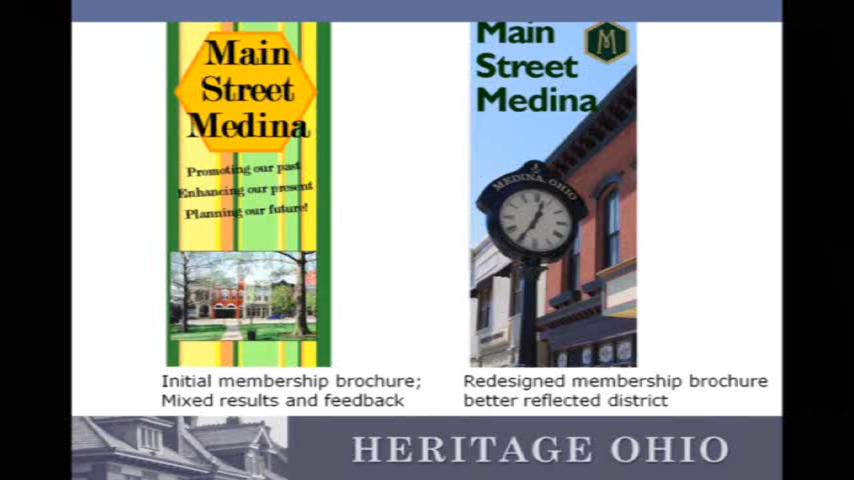 Main
Street
Medina
Promoting our past
Enhancing our present
Planning our future!
Main
Street
Medina
M
MEDINA, OHIO
Initial membership brochure;
Mixed results and feedback
Redesigned membership brochure
better reflected district
HERITAGE OHIO